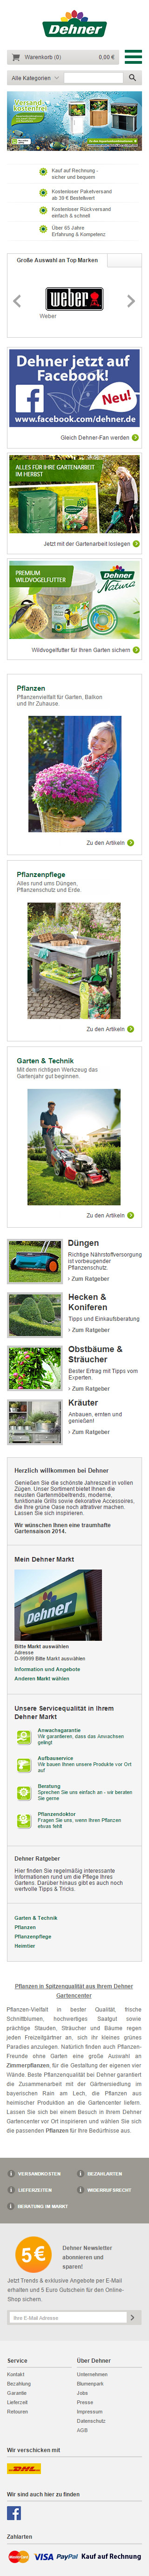 Dehner
Warenkorb (0) 0,00 €
Alle Kategorien
Versand kostenfrei
Kauf auf Rechnung -
sicher und bequem
Kostenloser Paketversand
ab 39 € Bestellwert
Kostenloser Rückversand
einfach & schnell
Über 65 Jahre
Erfahrung & Kompetenz
Große Auswahl an Top Marken
weber
Weber
Dehner jetzt auf
Facebook!
Neu!
www.facebook.com/dehner.de
Gleich Dehner-Fan werden
ALLES FÜR IHRE GARTENARBEIT
IM HERBST
Jetzt mit der Gartenarbeit loslegen
PREMIUM
WILDVOGELFUTTER
Dehner
Natura
Wildvogelfutter für Ihren Garten sichern
Pflanzen
Pflanzenvielfalt für Garten, Balkon
und Ihr Zuhause.
Zu den Artikeln
Pflanzenpflege
Alles rund ums Düngen,
Pflanzenschutz und Erde.
Zu den Artikeln
Garten & Technik
Mit dem richtigen Werkzeug das
Gartenjahr gut beginnen.
Zu den Artikeln
Düngen
Richtige Nährstoffversorgung
ist vorbeugender
Pflanzenschutz.
› Zum Ratgeber
Hecken &
Koniferen
Tipps und Einkaufsberatung
› Zum Ratgeber
Obstbäume &
Sträucher
Bester Ertrag mit Tipps vom
Experten.
› Zum Ratgeber
Kräuter
Anbauen, ernten und
genießen!
› Zum Ratgeber
Herzlich willkommen bei Dehner
Genießen Sie die schönste Jahreszeit in vollen
Zügen. Unser Sortiment bietet Ihnen die
neusten Gartenmöbeltrends, moderne,
funktionale Grills sowie dekorative Accessoires,
die Ihre grüne Oase noch attraktiver machen.
Lassen Sie sich inspirieren.
Wir wünschen Ihnen eine traumhafte
Gartensaison 2014.
Mein Dehner Markt
Dehner
Bitte Markt auswählen
Adresse
D-99999 Bitte Markt auswählen
Information und Angebote
Anderen Markt wählen
Unsere Servicequalität in Ihrem
Dehner Markt
Anwachsgarantie
Wir garantieren, dass das Anwachsen
gelingt
Aufbauservice
Wir bauen Ihnen unsere Produkte vor Ort
auf
Beratung
Sprechen Sie uns einfach an - wir beraten
Sie gerne
Pflanzendoktor
Fragen Sie uns, wenn Ihren Pflanzen
etwas fehlt
Dehner Ratgeber
Hier finden Sie regelmäßig interessante
Informationen rund um die Pflege Ihres
Gartens. Darüber hinaus gibt es auch noch
wertvolle Tipps & Tricks.
Garten & Technik
Pflanzen
Pflanzenpflege
Heimtier
Pflanzen in Spitzenqualität aus Ihrem Dehner
Gartencenter
Pflanzen-Vielfalt in bester Qualität, frische
Schnittblumen, hochwertiges Saatgut sowie
prächtige Stauden, Sträucher und Bäume regen
jeden Freizeitgärtner an, sich ihr kleines grünes
Paradies anzulegen. Natürlich finden auch Pflanzen-
Freunde ohne Garten eine große Auswahl an
Zimmerpflanzen, für die Gestaltung der eigenen vier
Wände. Beste Pflanzenqualität bei Dehner garantiert
die Zusammenarbeit mit der Gärtnersiedlung im
bayerischen Rain am Lech, die Pflanzen aus
heimischer Produktion an die Gartencenter liefern.
Lassen Sie sich bei einem Besuch in Ihrem Dehner
Gartencenter vor Ort inspirieren und wählen Sie sich
die passenden Pflanzen für Ihre Bedürfnisse aus.
VERSANDKOSTEN
BEZAHLARTEN
LIEFERZEITEN
WIDERRUFSRECHT
BERATUNG IM MARKT
5 €
Dehner Newsletter
abonnieren und
sparen!
Jetzt Trends & exklusive Angebote per E-Mail
erhalten und 5 Euro Gutschein für den Online-
Shop sichern.
Ihre E-Mail Adresse
Service
Kontakt
Bezahlung
Garantie
Lieferzeit
Retouren
Über Dehner
Unternehmen
Blumenpark
Jobs
Presse
Impressum
Datenschutz
AGB
Wir verschicken mit
DHL
Wir sind auch hier zu finden
Zahlarten
MasterCard VISA PayPal Kauf auf Rechnung